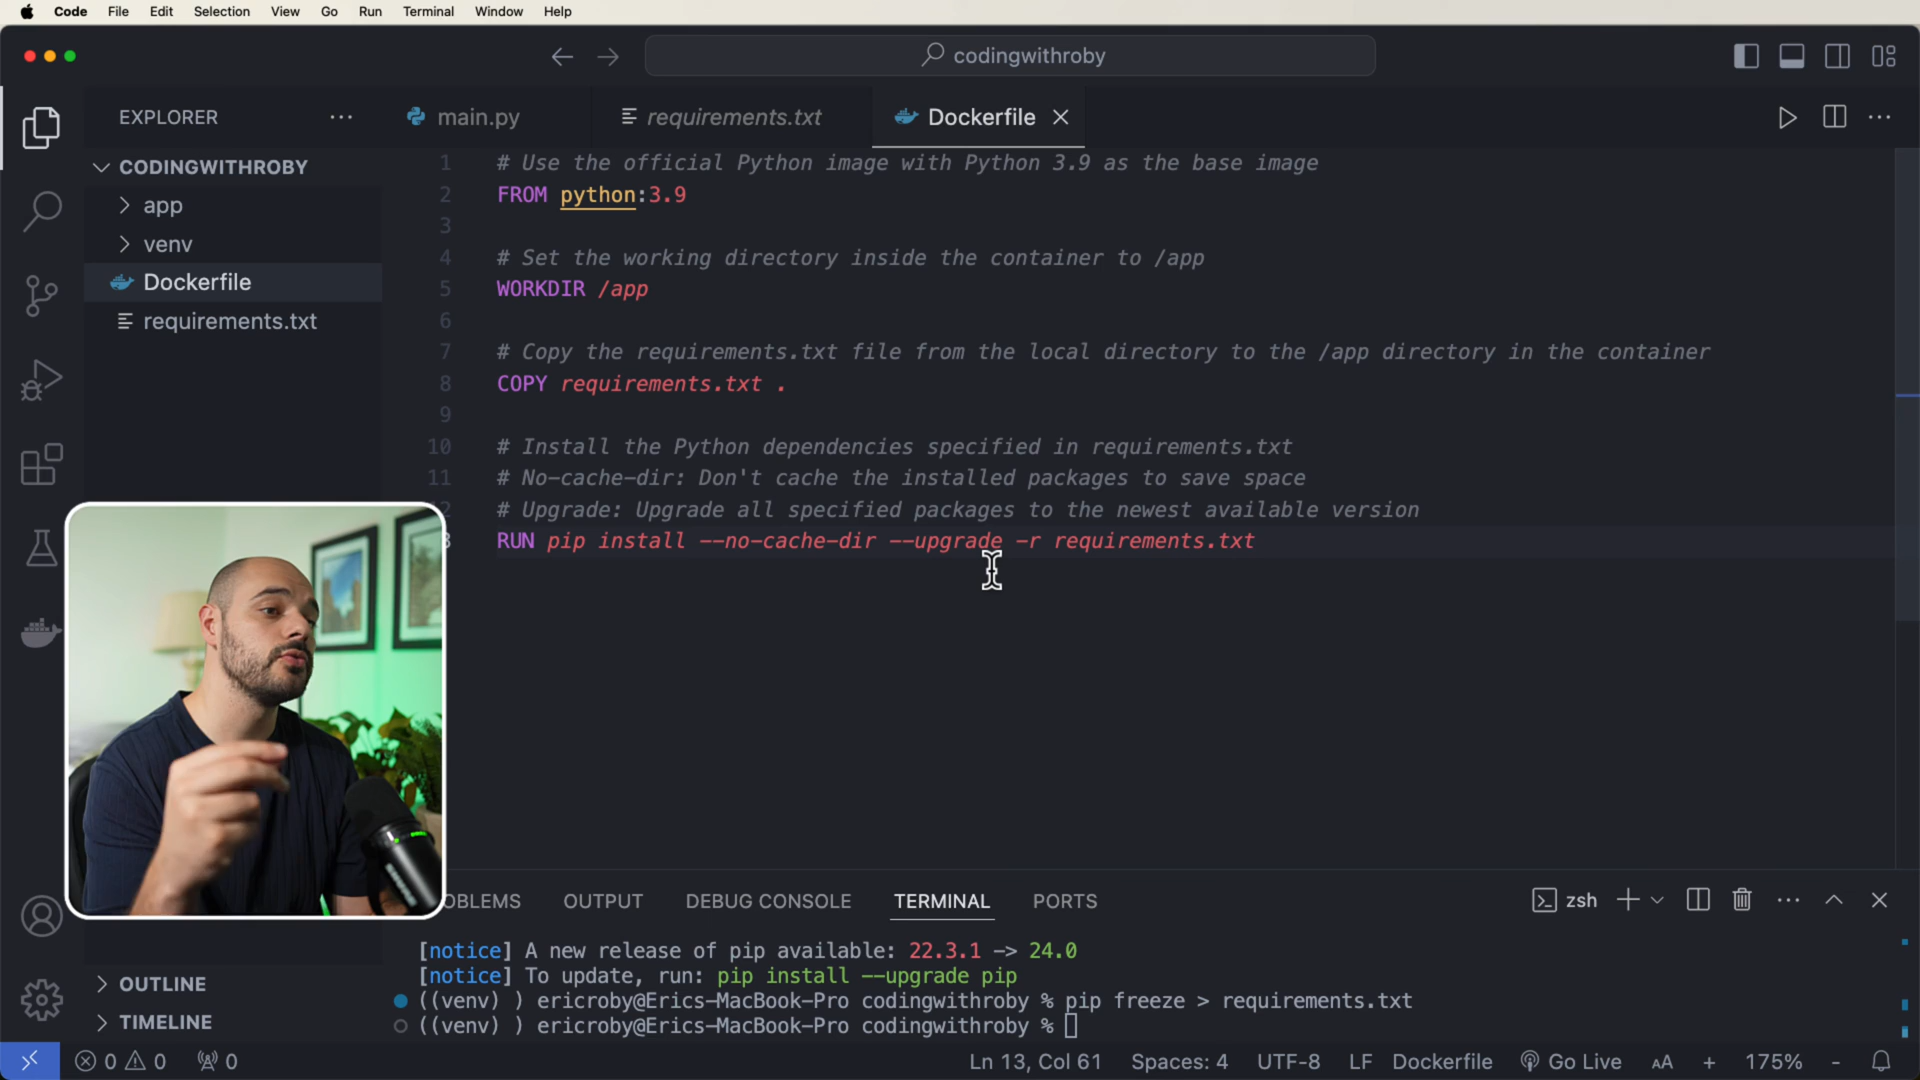 Code File Edit Selection View Go Run Terminal Window Help
codingwithroby
EXPLORER
main.py
requirements.txt
Dockerfile
CODINGWITHROBY
app
venv
Dockerfile
requirements.txt
1 # Use the official Python image with Python 3.9 as the base image
2 FROM python:3.9
3
4 # Set the working directory inside the container to /app
5 WORKDIR /app
6
7 # Copy the requirements.txt file from the local directory to the /app directory in the container
8 COPY requirements.txt .
9
10 # Install the Python dependencies specified in requirements.txt
11 # No-cache-dir: Don't cache the installed packages to save space
# Upgrade: Upgrade all specified packages to the newest available version
RUN pip install --no-cache-dir --upgrade -r requirements.txt
OBLEMS OUTPUT DEBUG CONSOLE TERMINAL PORTS
zsh
[notice] A new release of pip available: 22.3.1 -> 24.0
[notice] To update, run: pip install --upgrade pip
((venv) ) ericroby@Erics-MacBook-Pro codingwithroby % pip freeze > requirements.txt
((venv) ) ericroby@Erics-MacBook-Pro codingwithroby %
OUTLINE
TIMELINE
0 0 0
Ln 13, Col 61 Spaces: 4 UTF-8 LF Dockerfile Go Live AA + 175% -